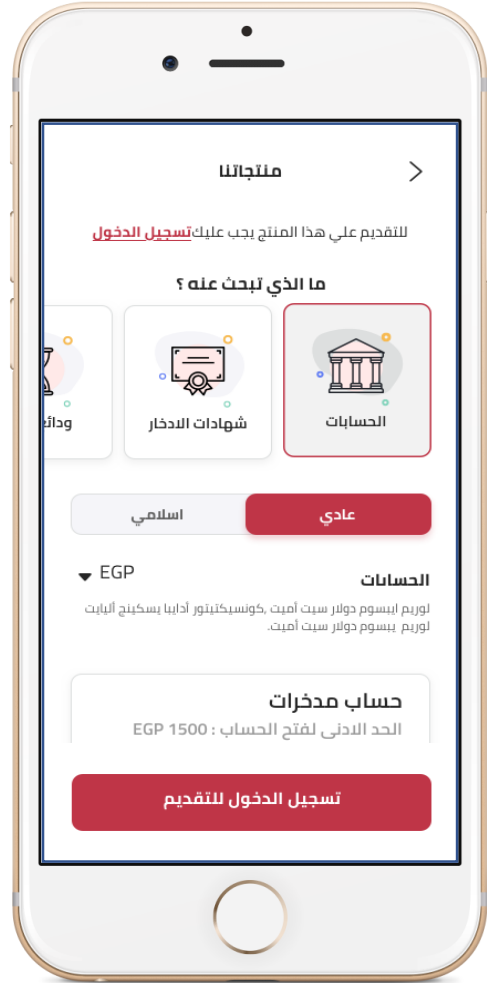 منتجاتنا
للتقديم علي هذا المنتج يجب عليك تسجيل الدخول
ما الذي تبحث عنه ؟
الحسابات
شهادات الادخار
ودائع
عادي
اسلامي
الحسابات
EGP
لوريم ايبسوم دولار سيت أميت ,كونسيكتيتور أدايبا يسكينج أليايت
لوريم يبسوم دولار سيت أميت.
حساب مدخرات
الحد الادنى لفتح الحساب : 1500 EGP
تسجيل الدخول للتقديم